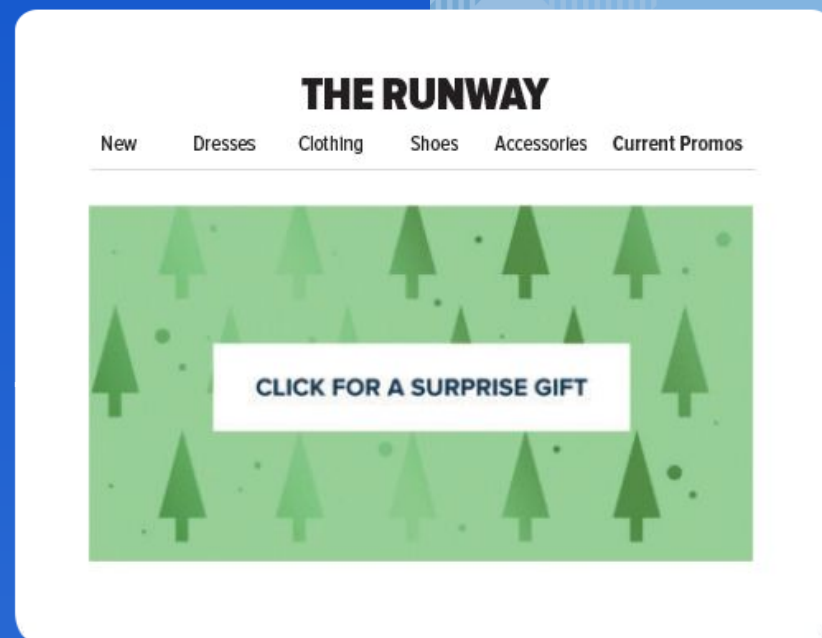 THE RUNWAY
New Dresses Clothing Shoes Accessories Current Promos
CLICK FOR A SURPRISE GIFT